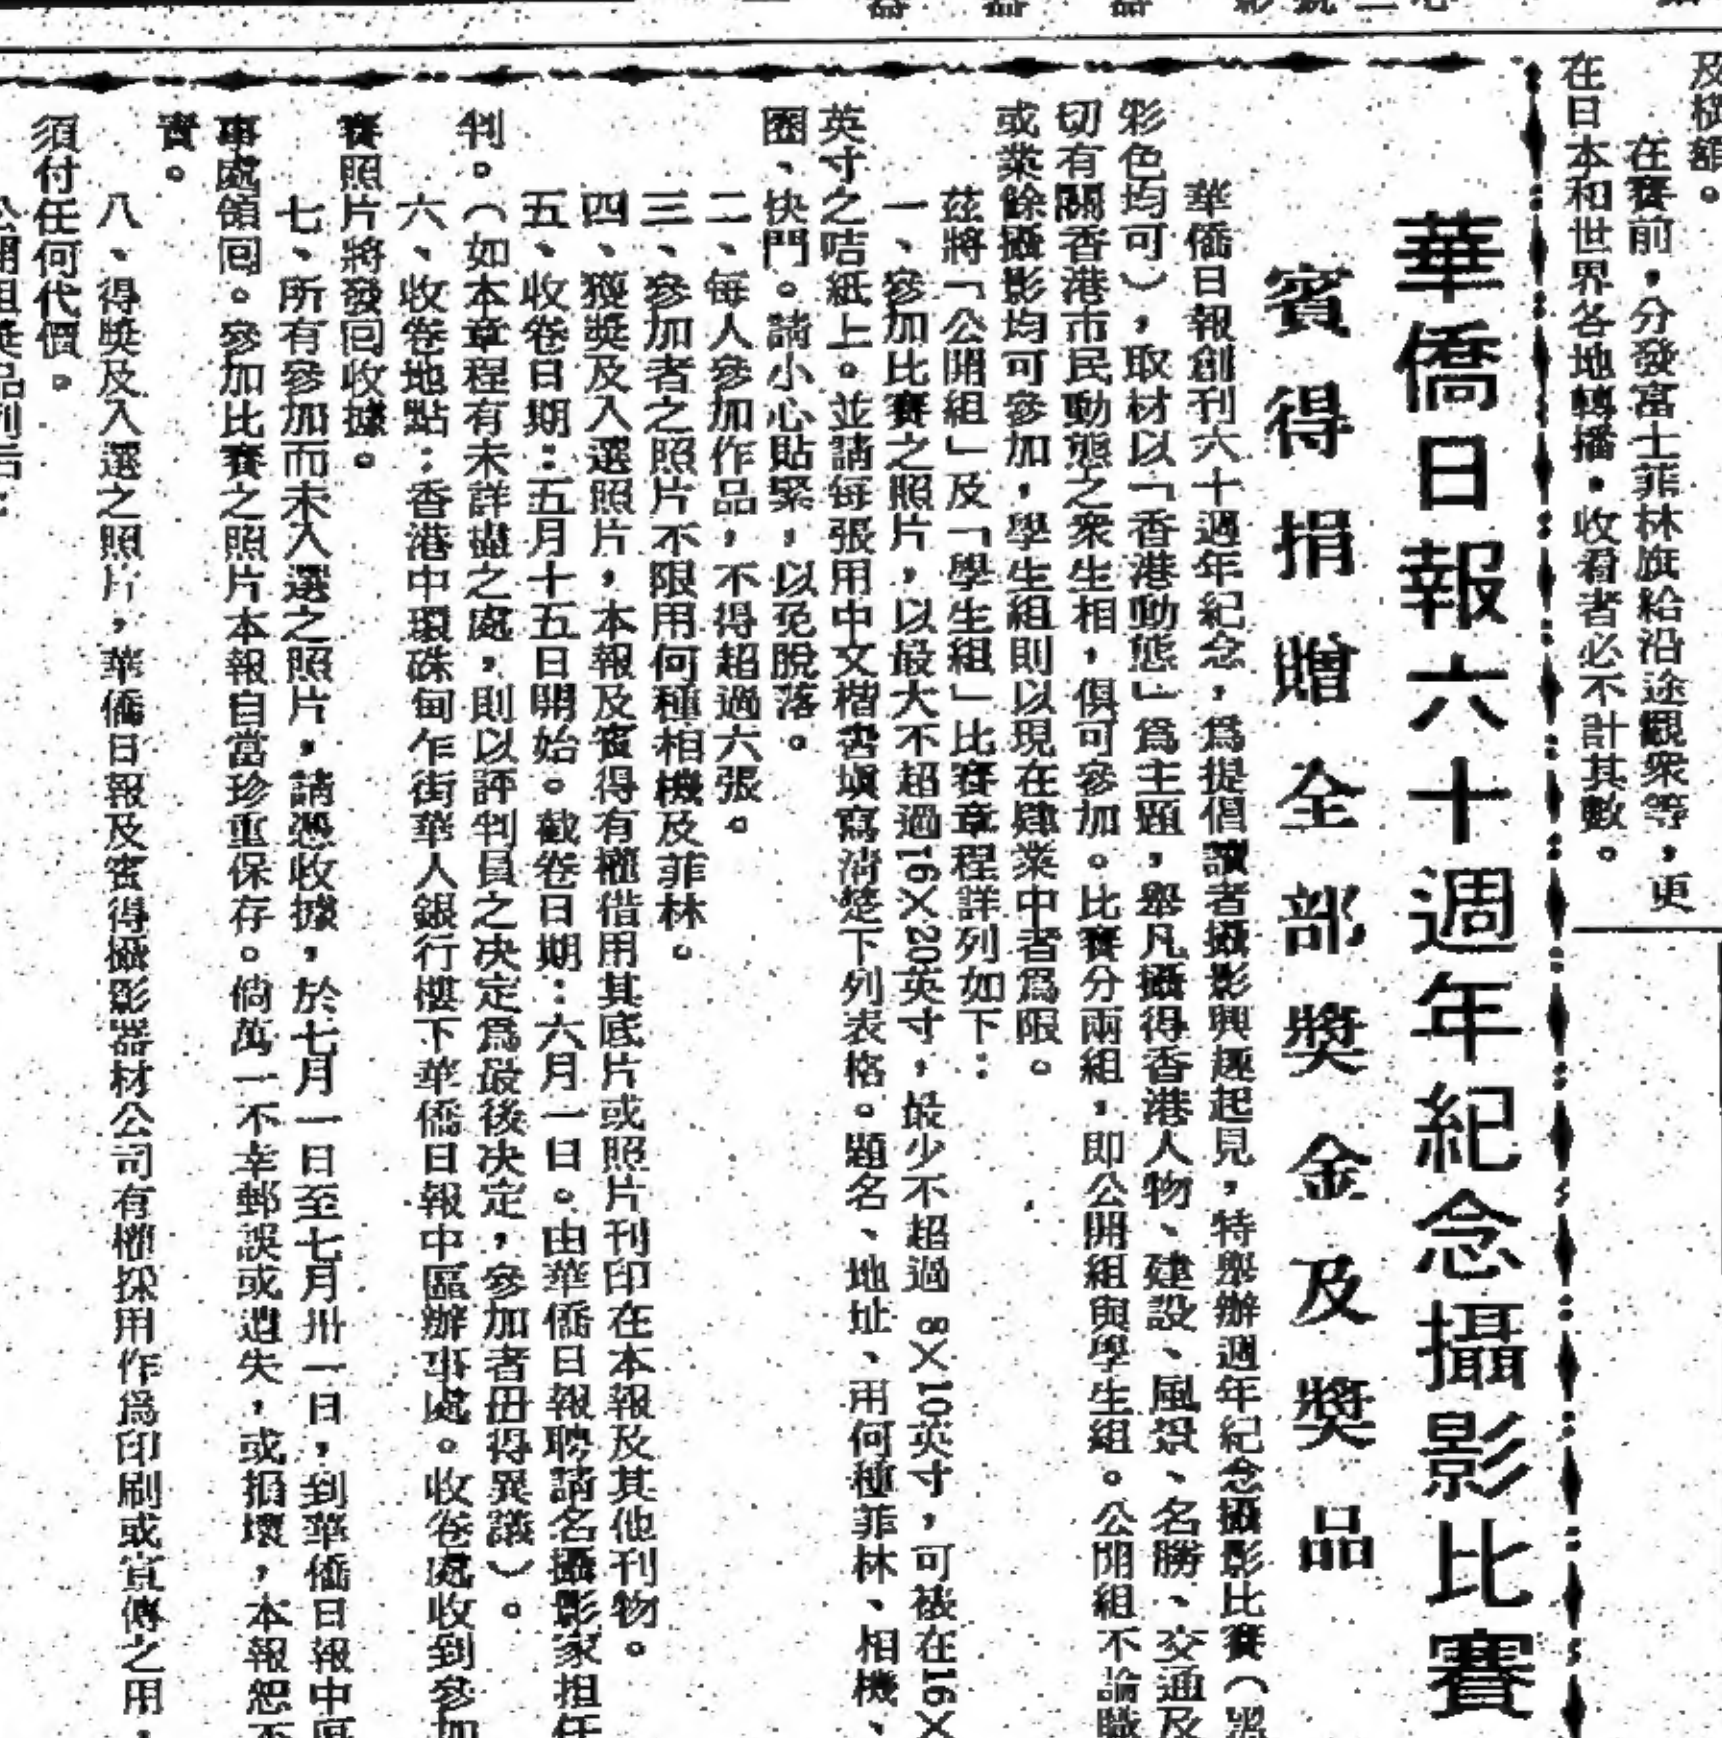 及橫額。
在賽前，分發富士菲林旗給沿途觀衆等，更
在日本和世界各地轉播，收看者必不計其數。
華僑日報六十週年紀念攝影比賽
賓得捐贈全部獎金及獎品
華僑日報創刊六十週年紀念，爲提倡讀者攝影興趣起見，特舉辦週年紀念攝影比賽（黑
彩色均可），取材以「香港動態」爲主題，舉凡攝得香港人物、建設、風景、名勝、交通及
切有關香港市民動態之衆生相，俱可參加。比賽分兩組，即公開組與學生組。公開組不論職
或業餘攝影均可參加，學生組則以現在肄業中者爲限。
茲將「公開組」及「學生組」比賽章程詳列如下：
一、參加比賽之照片，以最大不超過16×20英寸，最少不超過 8×10英寸，可裱在16×
英寸之咭紙上。並請每張用中文楷書塡寫淸楚下列表格。題名、地址、用何種菲林、相機、
圈、快門。請小心貼緊，以免脫落。
二、每人參加作品，不得超過六張。
三、參加者之照片不限用何種相機及菲林。
四、獲獎及入選照片，本報及賓得有權借用其底片或照片刊印在本報及其他刊物。
五、收卷日期：五月十五日開始。截卷日期：六月一日。由華僑日報聘請名攝影家担任
判。（如本章程有未詳盡之處，則以評判員之决定爲最後决定，參加者毋得異議）。
六、收卷地點：香港中環砵甸乍街華人銀行樓下華僑日報中區辦事處。收卷處收到參加
賽照片將發回收據。
七、所有參加而未入選之照片，請憑收據，於七月一日至七月卅一日，到華僑日報中區
事處領回。參加比賽之照片本報自當珍重保存。倘萬一不幸郵誤或遺失，或損壞，本報恕不
責。
八、得獎及入選之照片，華僑日報及賓得攝影器材公司有權採用作爲印刷或宣傳之用，
須付任何代價。
公開組獎品列后：